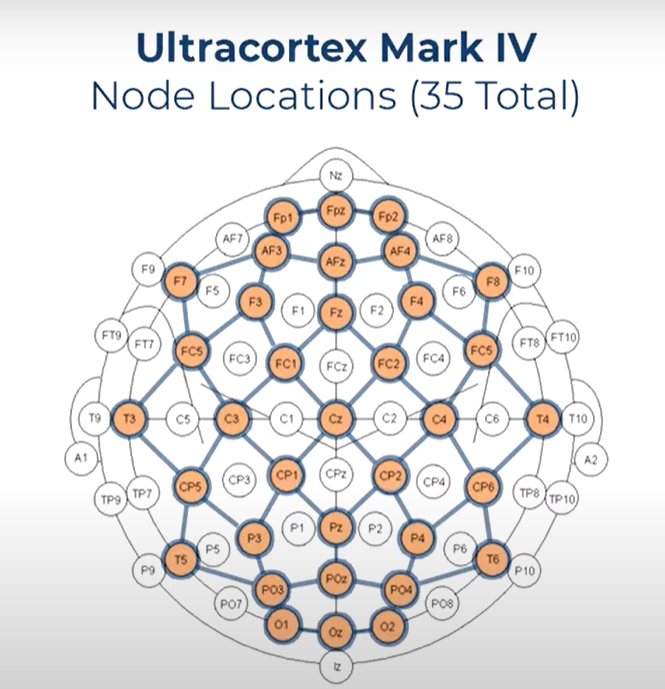 Ultracortex Mark IV
Node Locations (35 Total)
Nz
Fp1 Fpz Fp2
AF7 AF3 AFz AF4 AF8
F9 F7 F5 F3 F1 Fz F2 F4 F6 F8 F10
FT9 FT7 FC5 FC3 FC1 FCz FC2 FC4 FC5 FT8 FT10
T9 T3 C5 C3 C1 Cz C2 C4 C6 T4 T10
A1 A2
TP9 TP7 CP5 CP3 CP1 CPz CP2 CP4 CP6 TP8 TP10
P9 T5 P5 P3 P1 Pz P2 P4 P6 T6 P10
PO7 PO3 POz PO4 PO8
O1 Oz O2
Iz